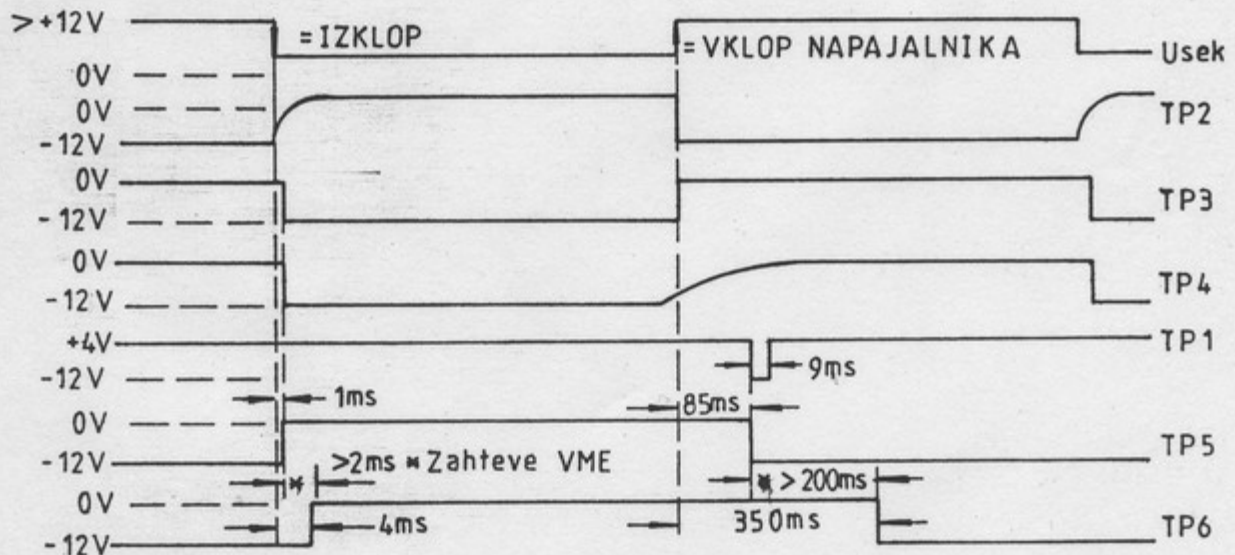 >+12V
= IZKLOP
= VKLOP NAPAJALNIKA
Usek
0V
0V
TP2
-12V
0V
TP3
-12V
0V
TP4
-12V
+4V
TP1
-12V
9ms
1ms
85ms
0V
TP5
-12V
>2ms * Zahteve VME
* > 200ms
0V
4ms
350ms
TP6
-12V